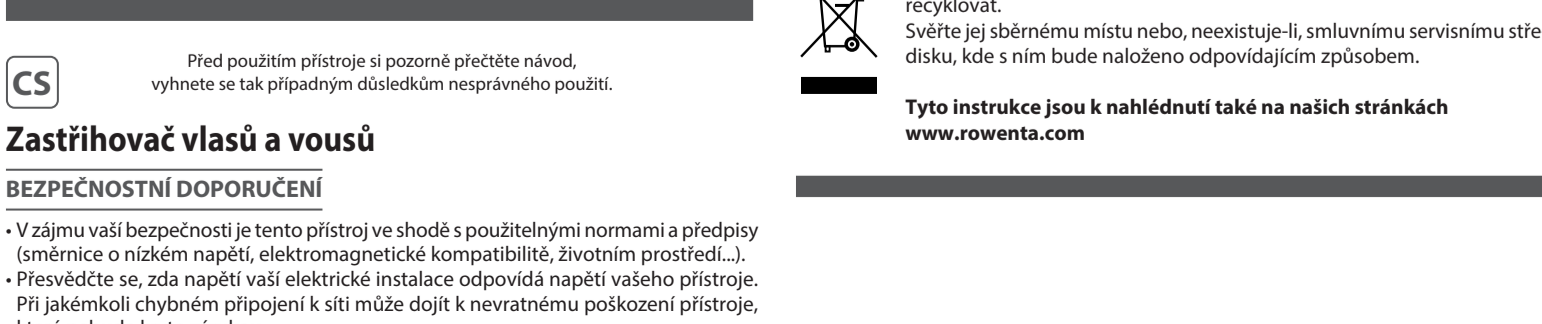 CS
Před použitím přístroje si pozorně přečtěte návod,
vyhnete se tak případným důsledkům nesprávného použití.
Zastřihovač vlasů a vousů
BEZPEČNOSTNÍ DOPORUČENÍ
• V zájmu vaší bezpečnosti je tento přístroj ve shodě s použitelnými normami a předpisy
(směrnice o nízkém napětí, elektromagnetické kompatibilitě, životním prostředí...).
• Přesvědčte se, zda napětí vaší elektrické instalace odpovídá napětí vašeho přístroje.
Při jakémkoli chybném připojení k síti může dojít k nevratnému poškození přístroje,
recyklovat.
Svěřte jej sběrnému místu nebo, neexistuje-li, smluvnímu servisnímu stře
disku, kde s ním bude naloženo odpovídajícím způsobem.
Tyto instrukce jsou k nahlédnutí také na našich stránkách
www.rowenta.com